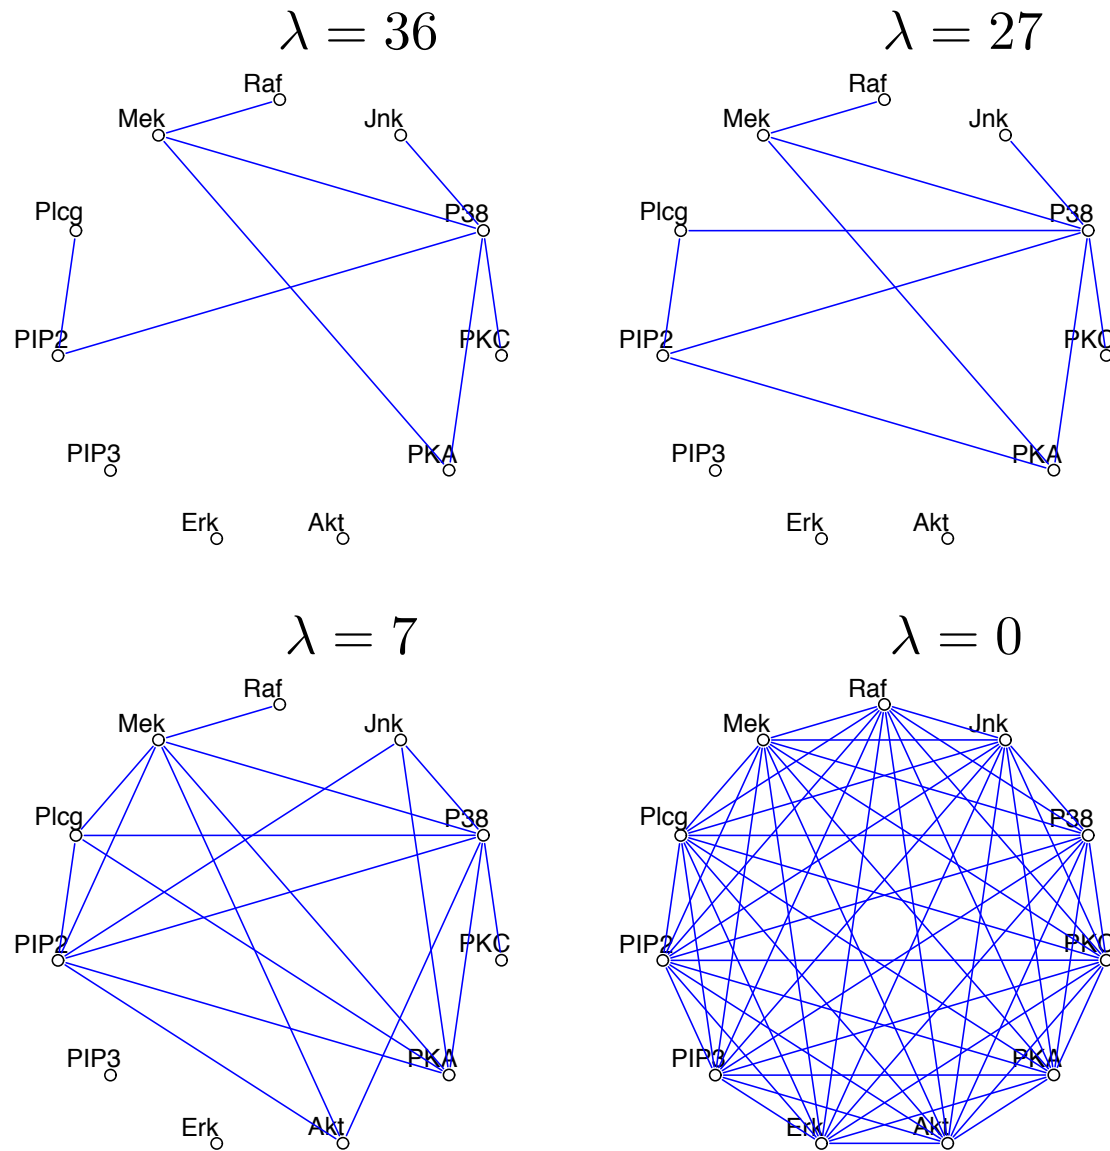 λ = 36
Raf
Mek
Jnk
Plcg
P38
PIP2
PKC
PIP3
PKA
Erk
Akt
λ = 27
Raf
Mek
Jnk
Plcg
P38
PIP2
PKC
PIP3
PKA
Erk
Akt
λ = 7
Raf
Mek
Jnk
Plcg
P38
PIP2
PKC
PIP3
PKA
Erk
Akt
λ = 0
Raf
Mek
Jnk
Plcg
P38
PIP2
PKC
PIP3
PKA
Erk
Akt